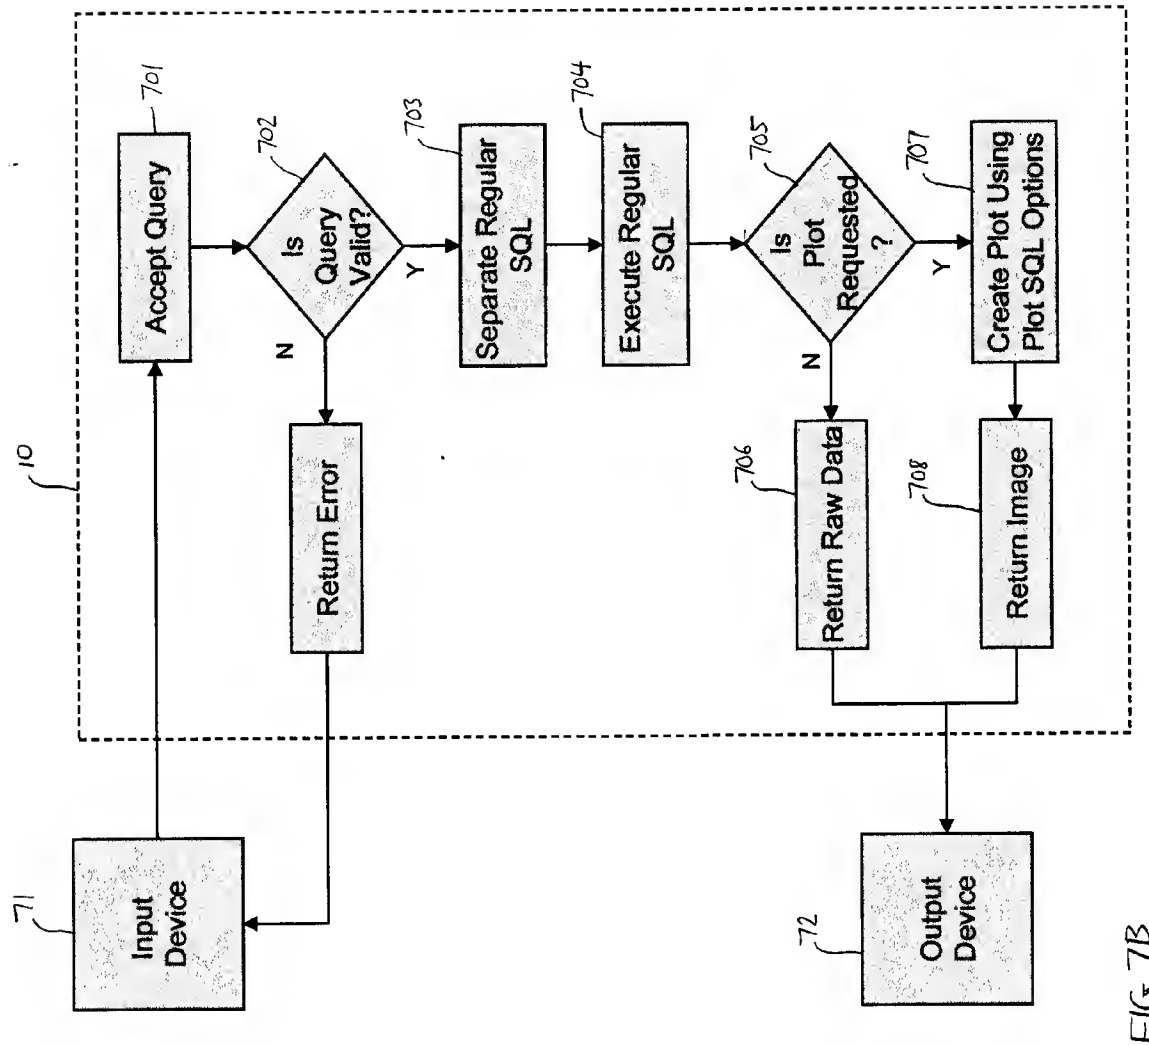 10
71
Input
Device
Accept Query
701
Is
Query
Valid?
702
N
Y
Return Error
Separate Regular
SQL
703
Execute Regular
SQL
704
Is
Plot
Requested
?
705
N
Y
Return Raw Data
706
Create Plot Using
Plot SQL Options
707
Return Image
708
72
Output
Device
FIG 7B